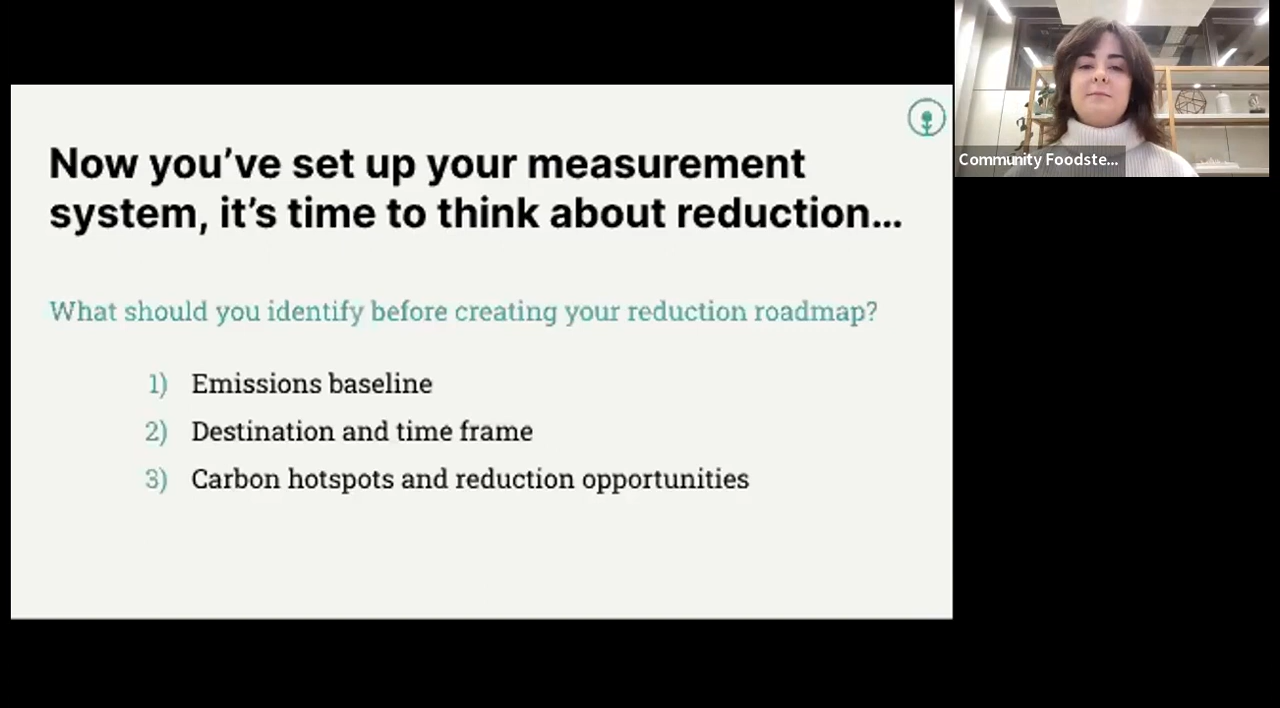 Now you've set up your measurement
system, it's time to think about reduction...
What should you identify before creating your reduction roadmap?
1) Emissions baseline
2) Destination and time frame
3) Carbon hotspots and reduction opportunities
Community Foodste...